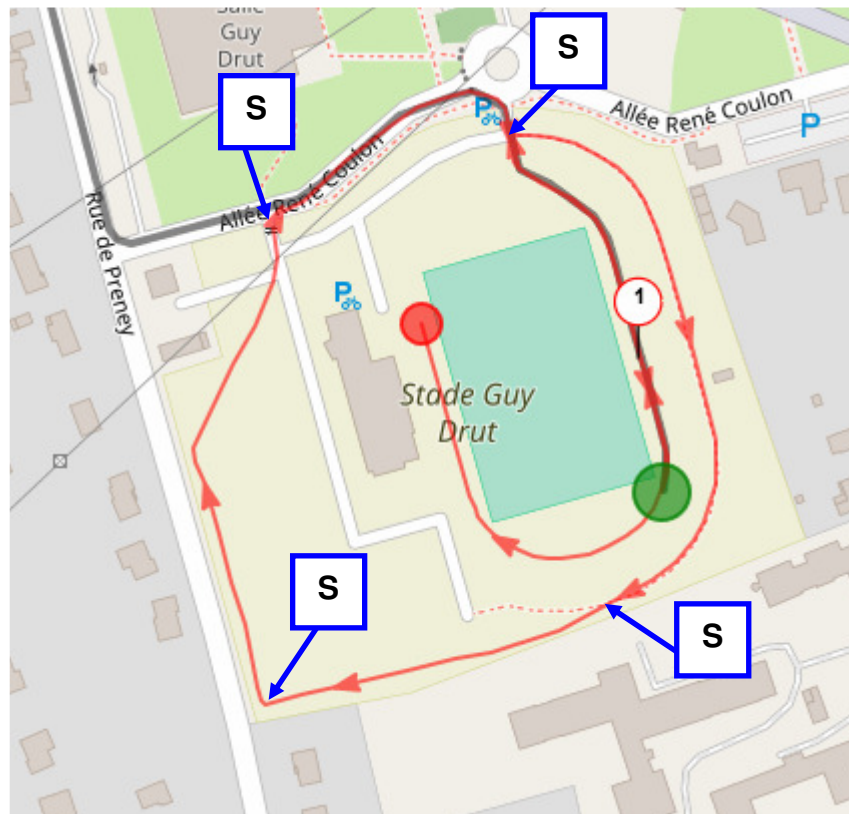 Salle
Guy
Drut
S
S
P
Allée René Coulon
P
Allée René Coulon
Rue de Preney
P
1
Stade Guy
Drut
S
S